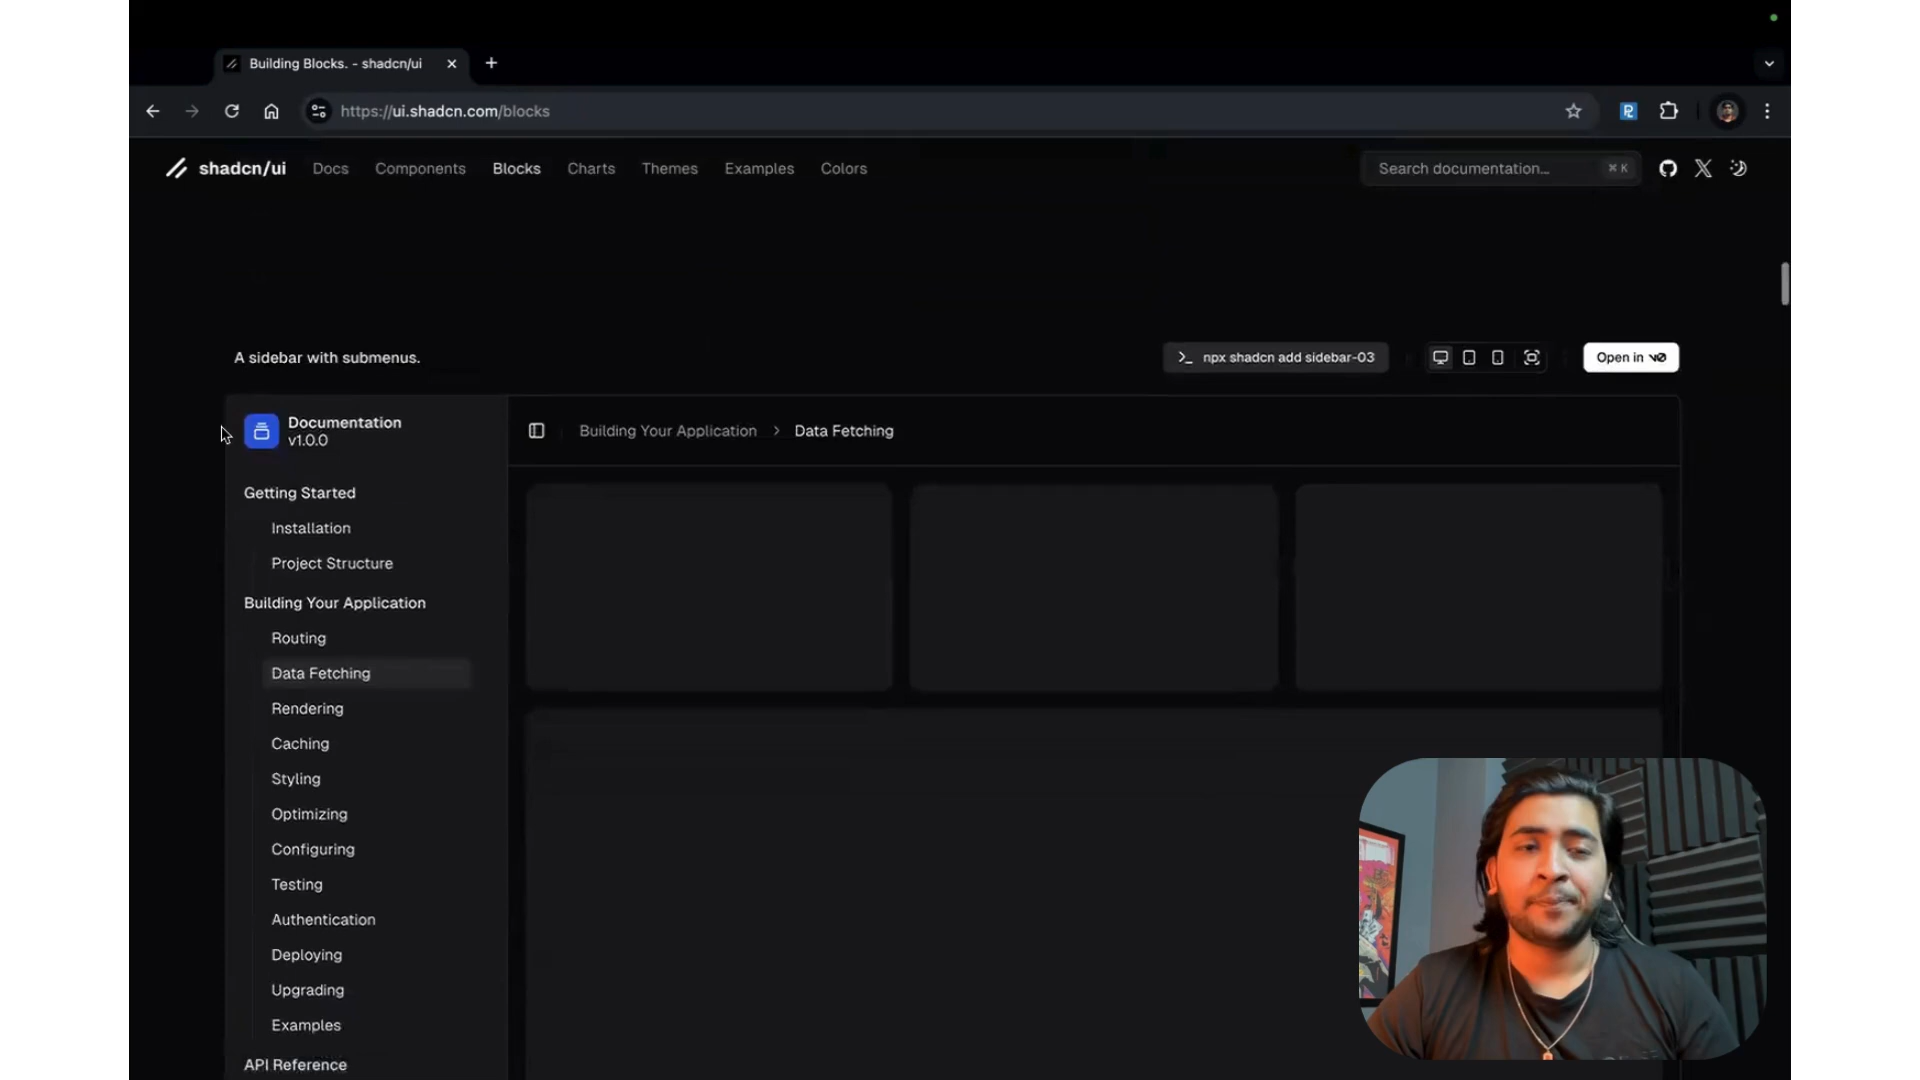 Building Blocks. - shadcn/ui
https://ui.shadcn.com/blocks
shadcn/ui Docs Components Blocks Charts Themes Examples Colors Search documentation... ⌘ K
A sidebar with submenus. npx shadcn add sidebar-03 Open in v0
Documentation
v1.0.0
Building Your Application > Data Fetching
Getting Started
Installation
Project Structure
Building Your Application
Routing
Data Fetching
Rendering
Caching
Styling
Optimizing
Configuring
Testing
Authentication
Deploying
Upgrading
Examples
API Reference